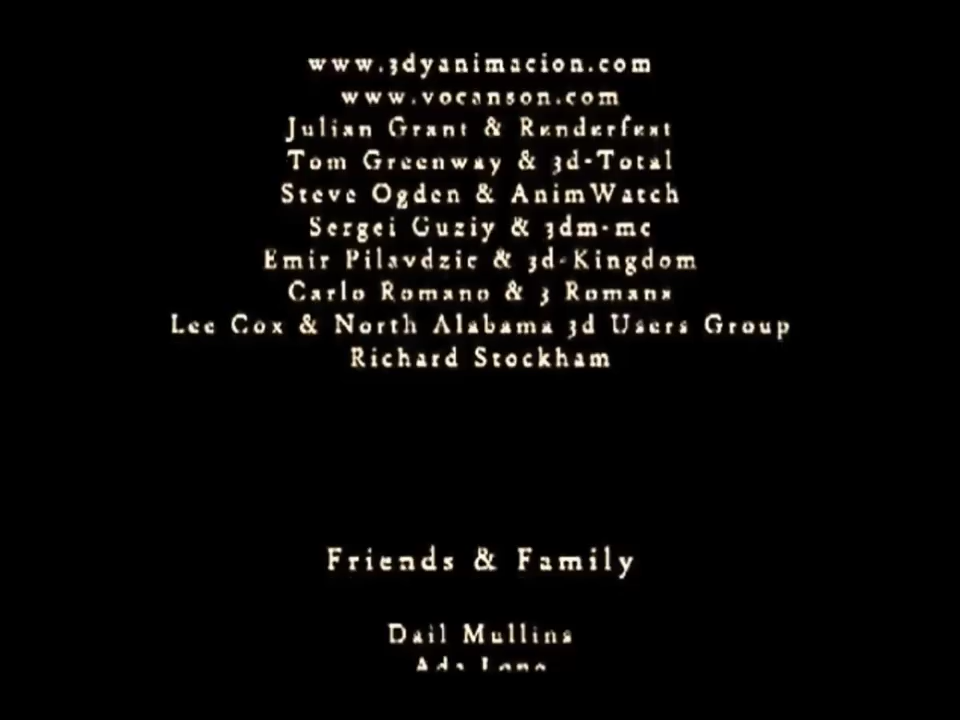 www.3dyanimacion.com
www.vocanson.com
Julian Grant & Renderfest
Tom Greenway & 3d-Total
Steve Ogden & AnimWatch
Sergei Guziy & 3dm-mc
Emir Pilavdzic & 3d-Kingdom
Carlo Romano & 3 Romans
Lee Cox & North Alabama 3d Users Group
Richard Stockham
Friends & Family
Dail Mullins